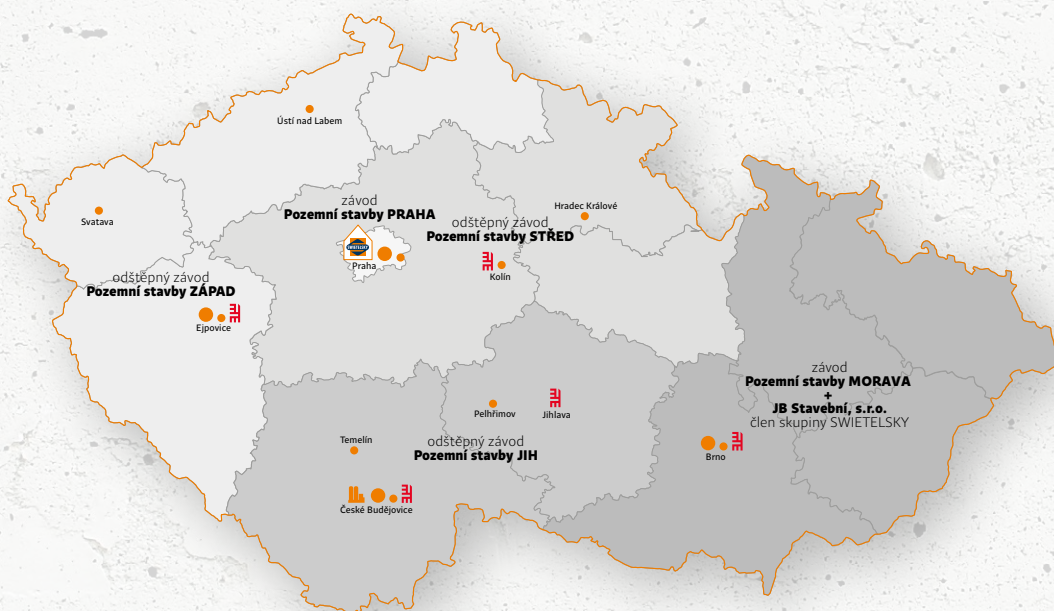 Ústí nad Labem
Svatava
závod
Pozemní stavby PRAHA
SWIETELSKY
Praha
odštěpný závod
Pozemní stavby STŘED
Hradec Králové
Kolín
odštěpný závod
Pozemní stavby ZÁPAD
Ejpovice
závod
Pozemní stavby MORAVA
+
JB Stavební, s.r.o.
člen skupiny SWIETELSKY
Brno
Pelhřimov
Jihlava
Temelín
odštěpný závod
Pozemní stavby JIH
České Budějovice